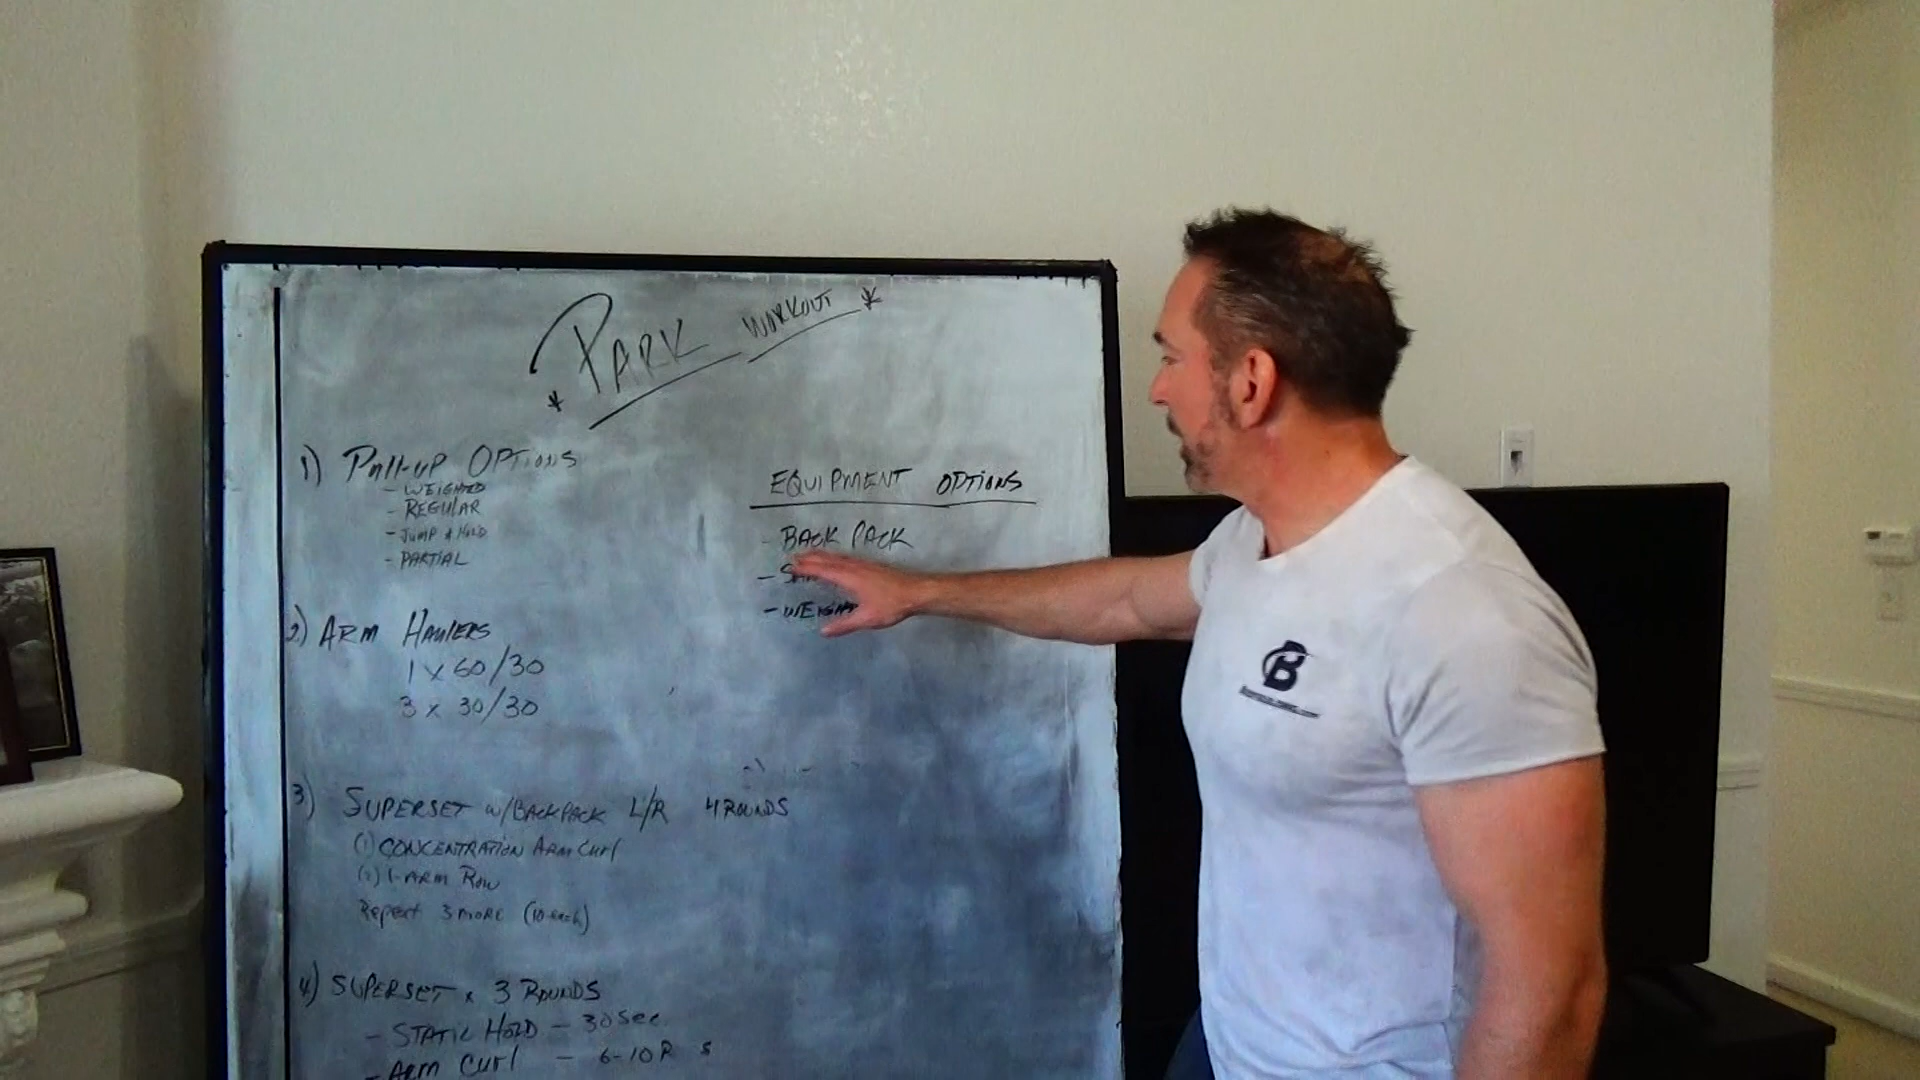 * PARK WORKOUT *
1) Pull-up OPTIONS
- WEIGHTED
- REGULAR
- JUMP & HOLD
- PARTIAL
EQUIPMENT OPTIONS
- BACK PACK
-
- WEIGHT
2) ARM HAULERS
1 x 60/30
3 x 30/30
3) SUPERSET W/BACKPACK L/R 4 ROUNDS
(1) CONCENTRATION ARM CURL
(2) 1-ARM ROW
Repeat 3 MORE (10 each)
4) SUPERSET x 3 ROUNDS
- STATIC HOLD - 30 Sec.
- ARM CURL - 6-10 R s
B